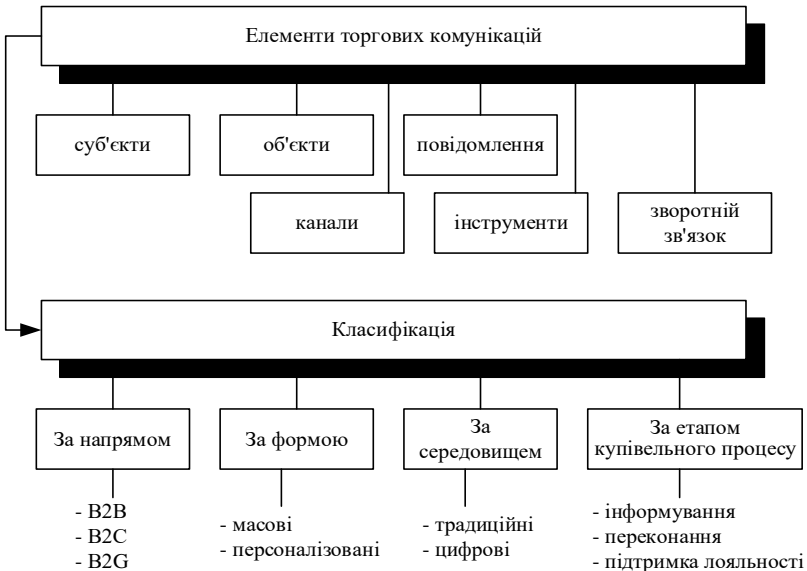 Елементи торгових комунікацій
суб'єкти
об'єкти
повідомлення
канали
інструменти
зворотній
зв'язок
Класифікація
За напрямом
За формою
За
середовищем
За етапом
купівельного процесу
- B2B
- B2C
- B2G
- масові
- персоналізовані
- традиційні
- цифрові
- інформування
- переконання
- підтримка лояльності